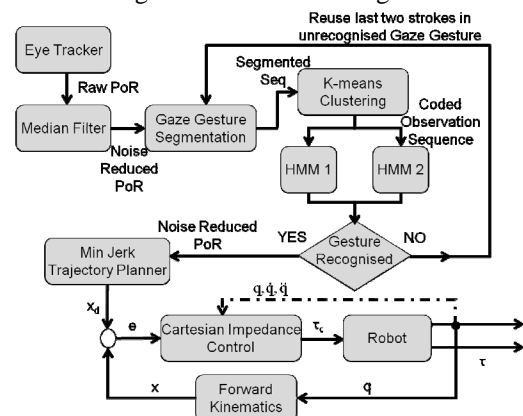 Reuse last two strokes in
unrecognised Gaze Gesture
Eye Tracker
Raw PoR
Segmented
Seq
K-means
Clustering
Median Filter
Gaze Gesture
Segmentation
Coded
Observation
Sequence
Noise
Reduced
PoR
HMM 1
HMM 2
Noise Reduced
PoR
YES
Gesture
Recognised
NO
Min Jerk
Trajectory Planner
q, q̇, q̈
x_d
e
Cartesian Impedance
Control
τ_c
Robot
τ
x
Forward
Kinematics
q